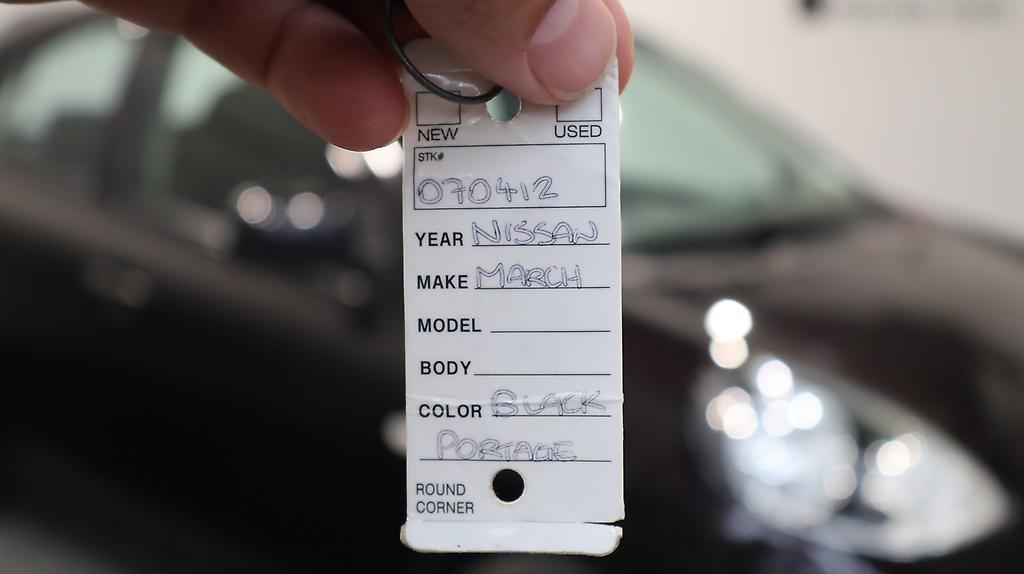 NEW USED
STK#
070412
YEAR NISSAN
MAKE MARCH
MODEL
BODY
COLOR BLACK
PORTAGE
ROUND
CORNER